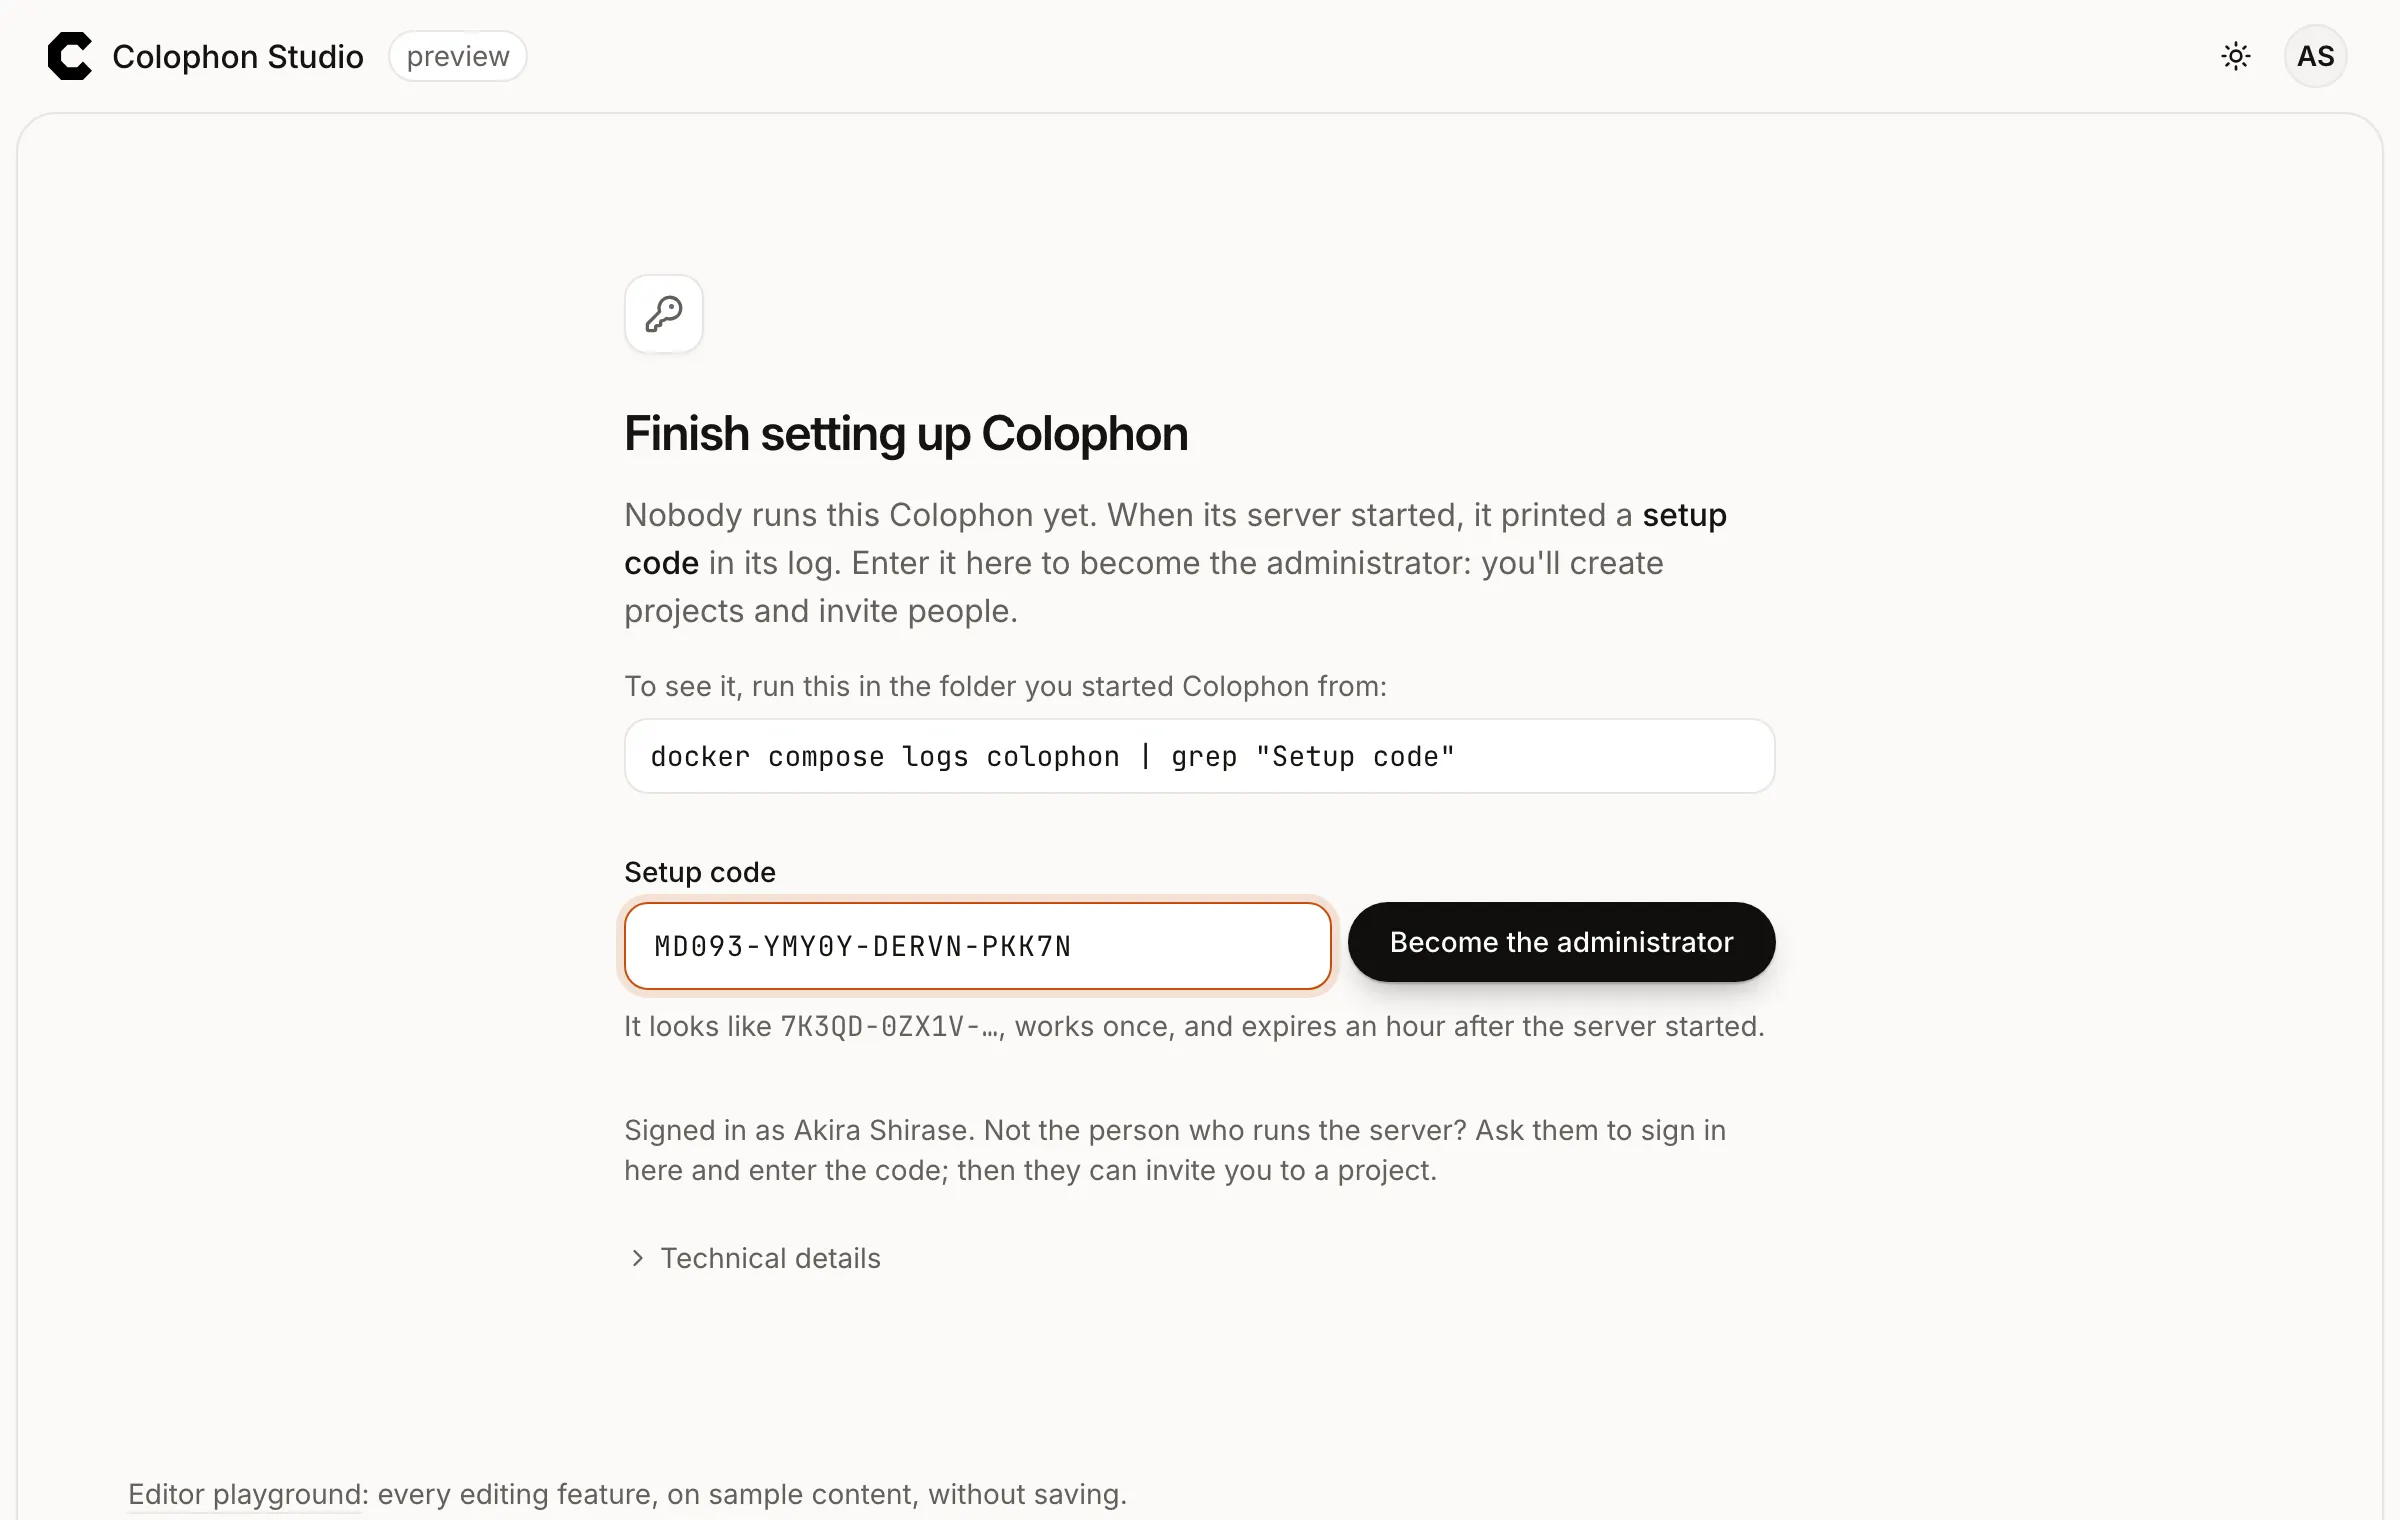 Colophon Studio
preview
AS
Finish setting up Colophon
Nobody runs this Colophon yet. When its server started, it printed a setup
code in its log. Enter it here to become the administrator: you'll create
projects and invite people.
To see it, run this in the folder you started Colophon from:
docker compose logs colophon | grep "Setup code"
Setup code
MD093-YMY0Y-DERVN-PKK7N
Become the administrator
It looks like 7K3QD-0ZX1V-…, works once, and expires an hour after the server started.
Signed in as Akira Shirase. Not the person who runs the server? Ask them to sign in
here and enter the code; then they can invite you to a project.
Technical details
Editor playground: every editing feature, on sample content, without saving.